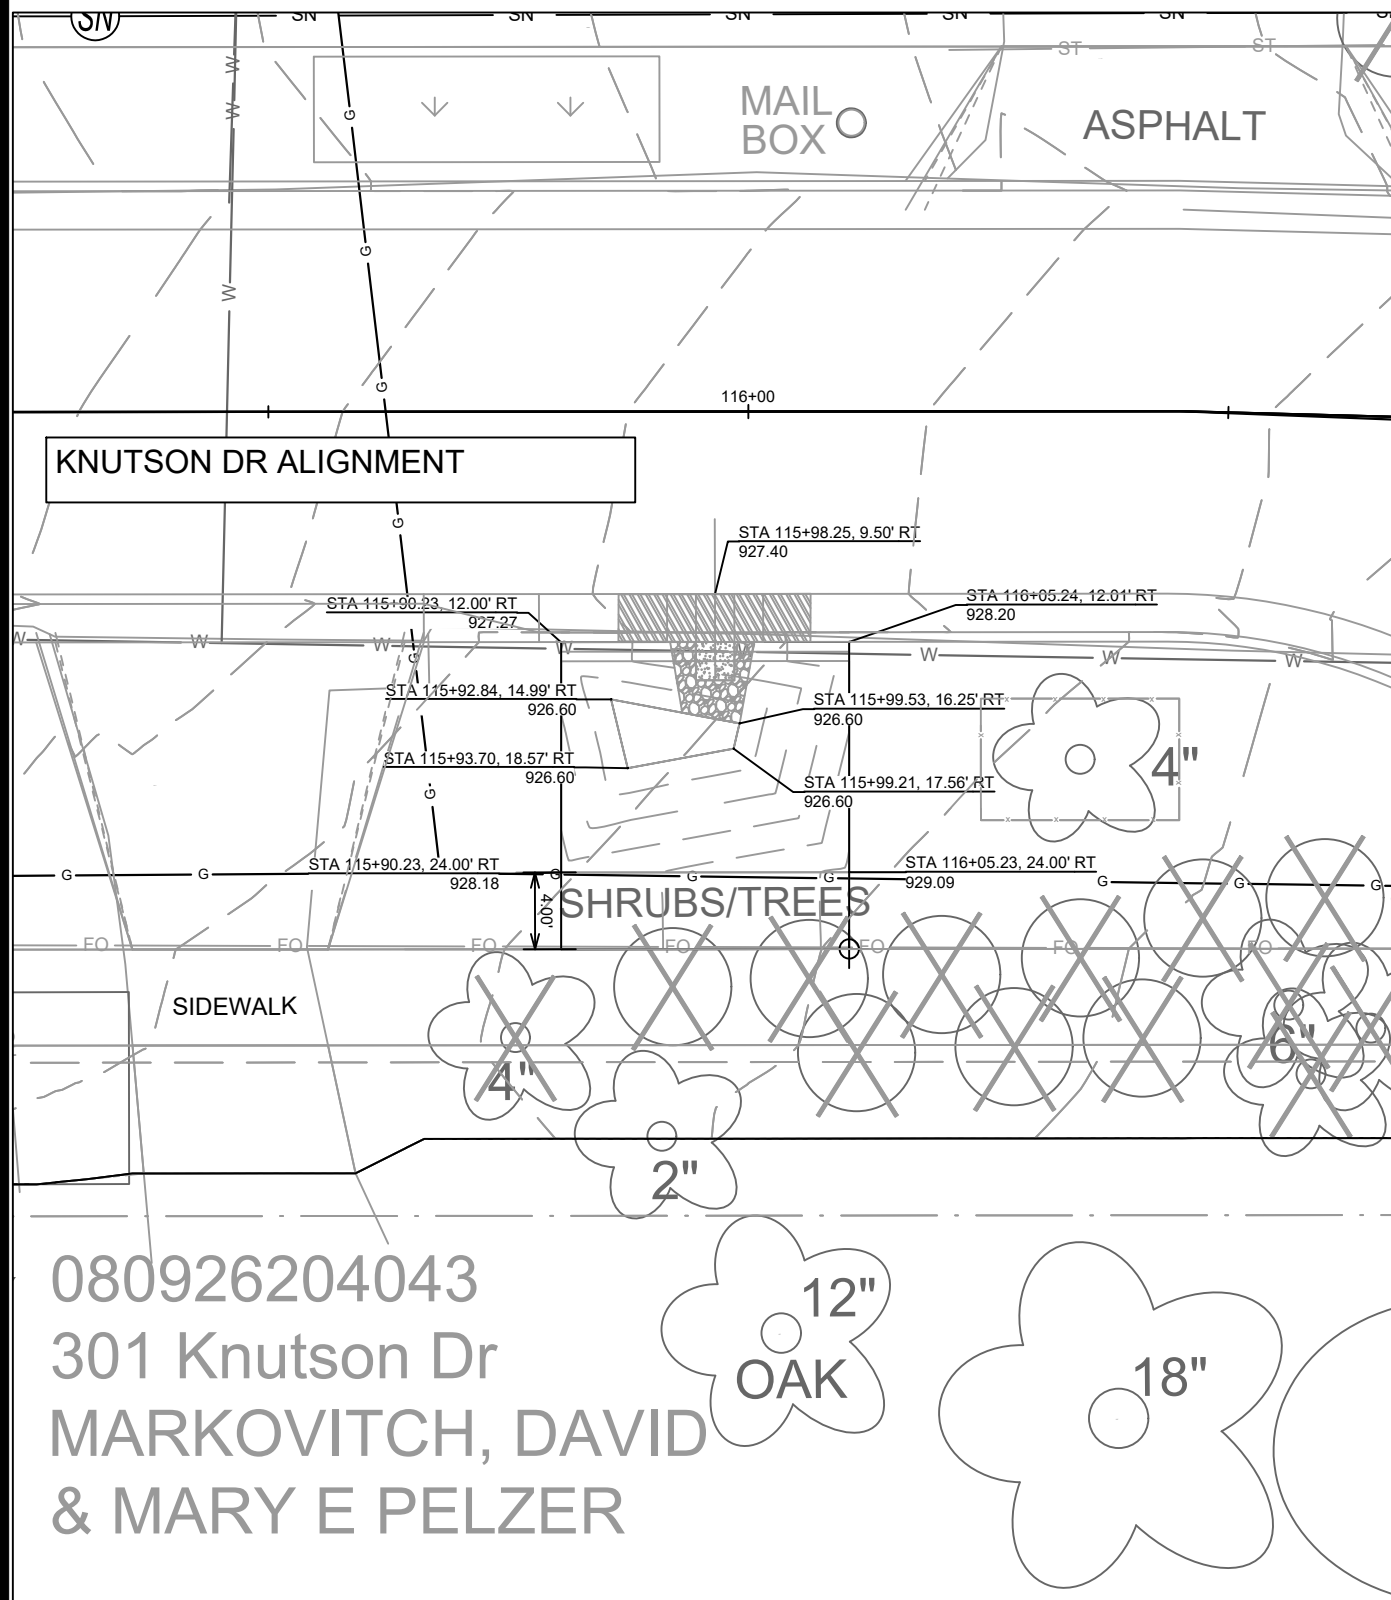 SN
SN
SN
SN
SN
SN
ST
ST
W
W
G
MAIL
BOX
ASPHALT
G
W
G
116+00
KNUTSON DR ALIGNMENT
G
STA 115+98.25, 9.50' RT
927.40
STA 115+90.23, 12.00' RT
927.27
STA 116+05.24, 12.01' RT
928.20
W
W
W
W
W
W
W
G
STA 115+92.84, 14.99' RT
926.60
STA 115+99.53, 16.25' RT
926.60
4"
STA 115+93.70, 18.57' RT
926.60
STA 115+99.21, 17.56' RT
926.60
G
STA 115+90.23, 24.00' RT
928.18
STA 116+05.23, 24.00' RT
929.09
G
G
G
G
G
G
G
G
4.00'
SHRUBS/TREES
FO
FO
FO
FO
FO
FO
FO
SIDEWALK
6"
4"
2"
080926204043
301 Knutson Dr
MARKOVITCH, DAVID
& MARY E PELZER
12"
OAK
18"